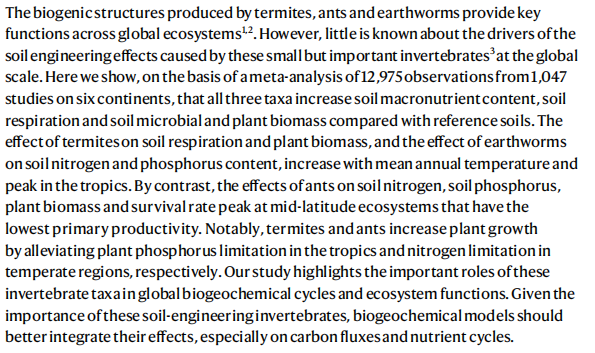 The biogenic structures produced by termites, ants and earthworms provide key
functions across global ecosystems1,2. However, little is known about the drivers of the
soil engineering effects caused by these small but important invertebrates3 at the global
scale. Here we show, on the basis of a meta-analysis of 12,975 observations from 1,047
studies on six continents, that all three taxa increase soil macronutrient content, soil
respiration and soil microbial and plant biomass compared with reference soils. The
effect of termites on soil respiration and plant biomass, and the effect of earthworms
on soil nitrogen and phosphorus content, increase with mean annual temperature and
peak in the tropics. By contrast, the effects of ants on soil nitrogen, soil phosphorus,
plant biomass and survival rate peak at mid-latitude ecosystems that have the
lowest primary productivity. Notably, termites and ants increase plant growth
by alleviating plant phosphorus limitation in the tropics and nitrogen limitation in
temperate regions, respectively. Our study highlights the important roles of these
invertebrate taxa in global biogeochemical cycles and ecosystem functions. Given the
importance of these soil-engineering invertebrates, biogeochemical models should
better integrate their effects, especially on carbon fluxes and nutrient cycles.